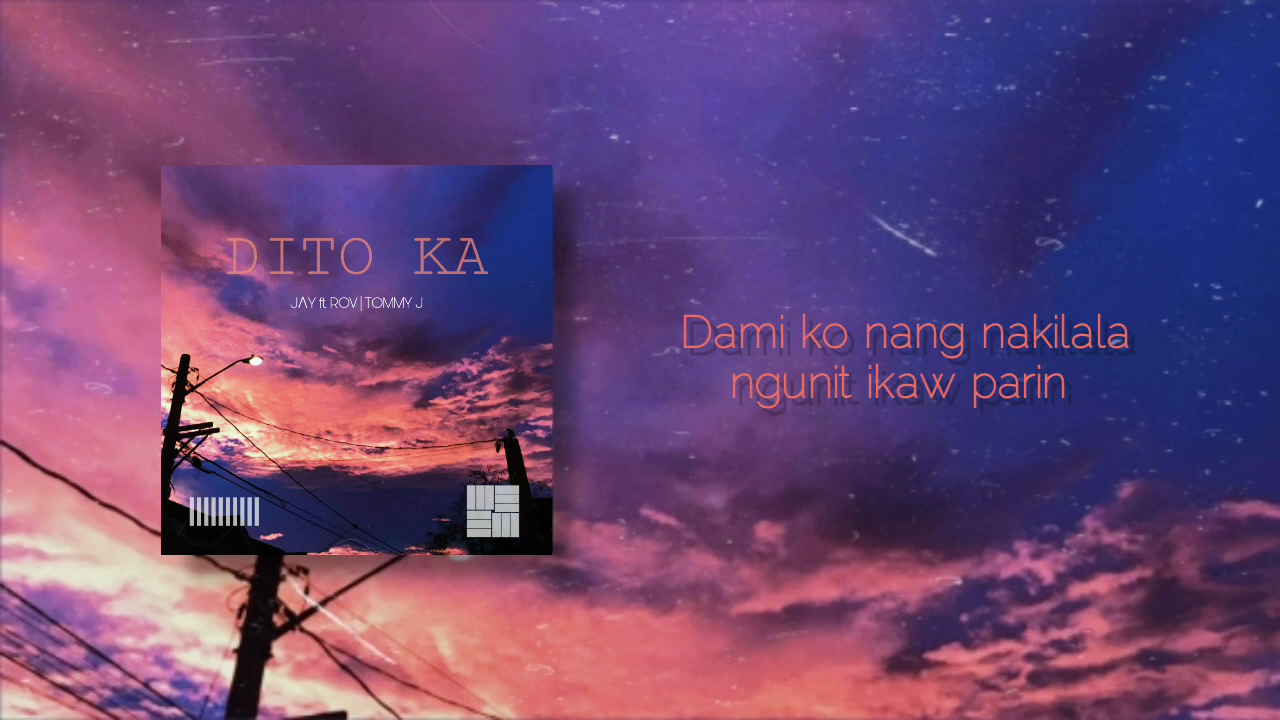 DITO KA
JAY ft. ROV | TOMMY J
Dami ko nang nakilala
ngunit ikaw parin